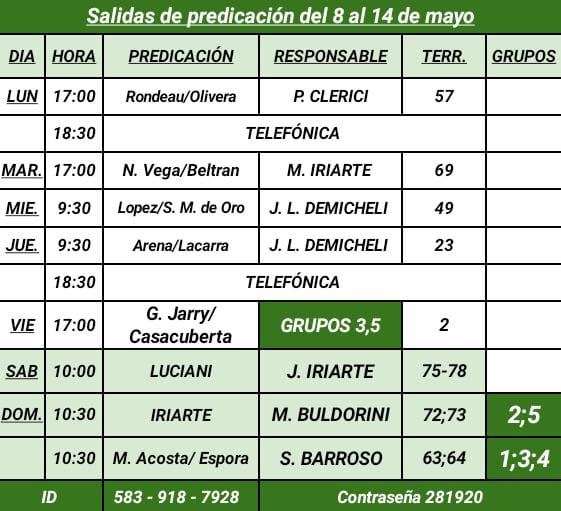 Salidas de predicación del 8 al 14 de mayo
DIA HORA PREDICACIÓN RESPONSABLE TERR. GRUPOS
LUN 17:00 Rondeau/Olivera P. CLERICI 57
18:30 TELEFÓNICA
MAR. 17:00 N. Vega/Beltran M. IRIARTE 69
MIE. 9:30 Lopez/S. M. de Oro J. L. DEMICHELI 49
JUE. 9:30 Arena/Lacarra J. L. DEMICHELI 23
18:30 TELEFÓNICA
VIE 17:00 G. Jarry/
Casacuberta GRUPOS 3,5 2
SAB 10:00 LUCIANI J. IRIARTE 75-78
DOM. 10:30 IRIARTE M. BULDORINI 72;73 2;5
10:30 M. Acosta/ Espora S. BARROSO 63;64 1;3;4
ID 583 - 918 - 7928 Contraseña 281920